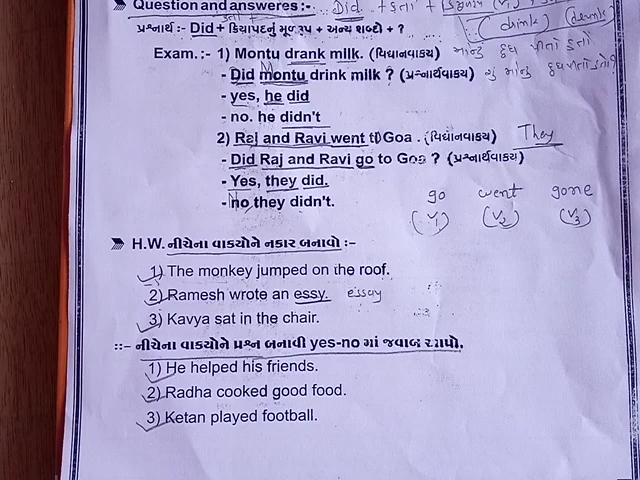 Question and answeres :- Did + કર્તા +
(drink) (drunk)
પ્રશ્નાર્થ :- Did + ક્રિયાપદનું મૂળ રૂપ + અન્ય શબ્દો + ?
Exam. :- 1) Montu drank milk. (વિધાનવાક્ય) મોન્ટુ દુધ પીતો હતો
- Did montu drink milk ? (પ્રશ્નાર્થવાક્ય) શું મોન્ટુ દુધ પીતો હતો?
- yes, he did
- no. he didn't
2) Raj and Ravi went to Goa . (વિધાનવાક્ય) They
- Did Raj and Ravi go to Goa ? (પ્રશ્નાર્થવાક્ય)
- Yes, they did.
- No, they didn't.
go went gone
(V1) (V2) (V3)
H.W. નીચેના વાક્યોને નકાર બનાવો :-
1) The monkey jumped on the roof.
2) Ramesh wrote an essy. essay
3) Kavya sat in the chair.
::- નીચેના વાક્યોને પ્રશ્ન બનાવી yes-no માં જવાબ આપો.
1) He helped his friends.
2) Radha cooked good food.
3) Ketan played football.